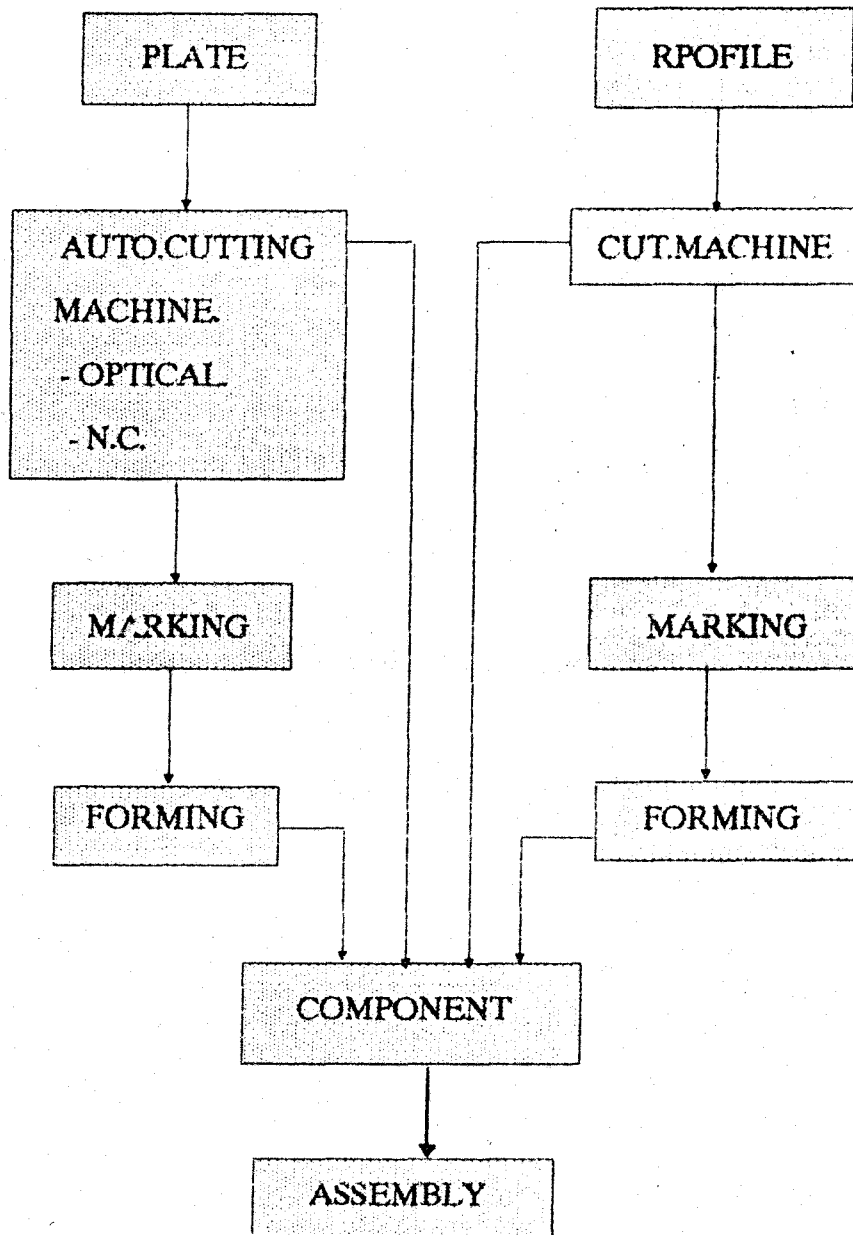 PLATE
RPOFILE
AUTO.CUTTING
MACHINE.
- OPTICAL.
- N.C.
CUT.MACHINE
MARKING
MARKING
FORMING
FORMING
COMPONENT
ASSEMBLY